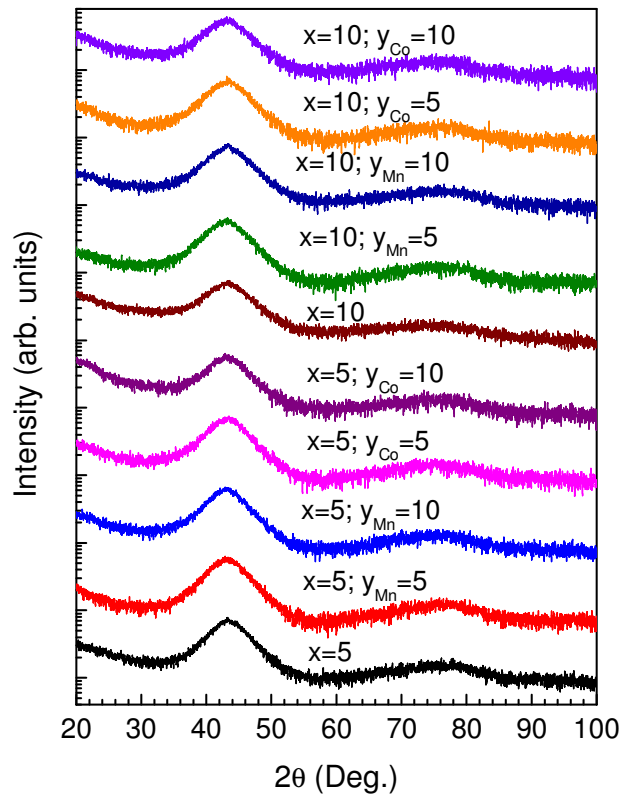 x=10; yCo=10
x=10; yCo=5
x=10; yMn=10
x=10; yMn=5
x=10
x=5; yCo=10
x=5; yCo=5
x=5; yMn=10
x=5; yMn=5
x=5
Intensity (arb. units)
20 30 40 50 60 70 80 90 100
2θ (Deg.)